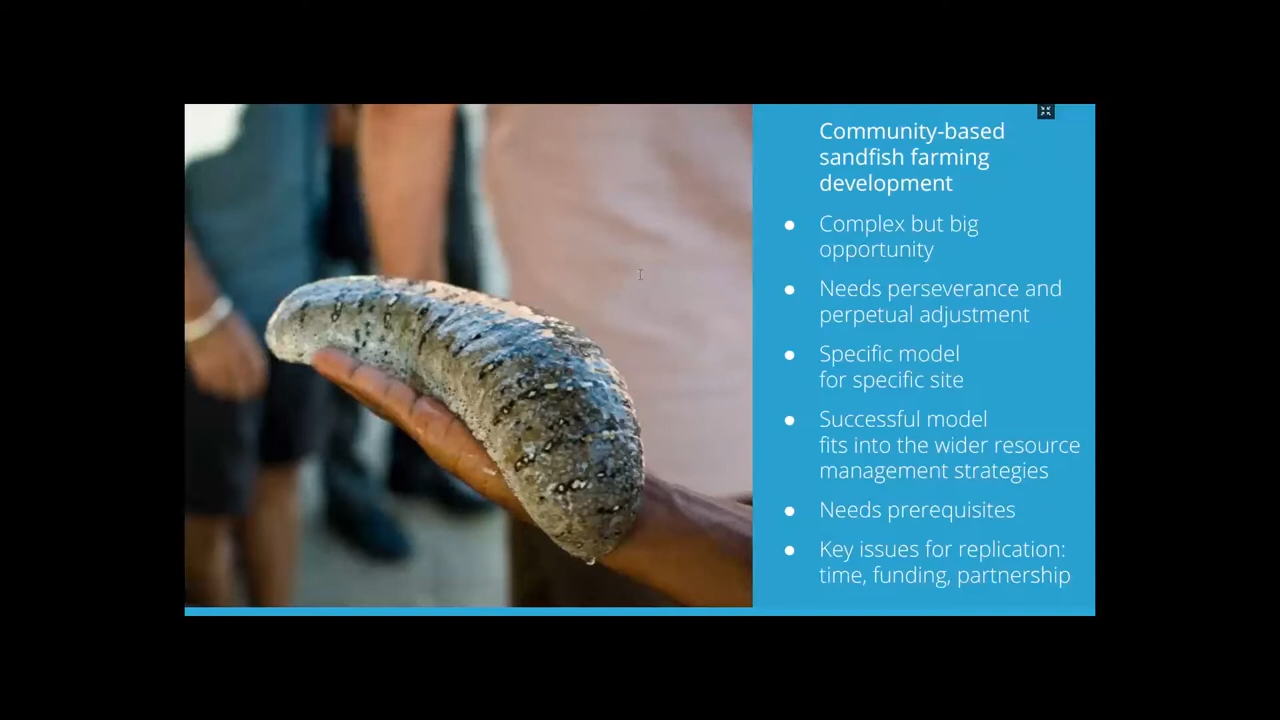 Community-based
sandfish farming
development
● Complex but big
opportunity
● Needs perseverance and
perpetual adjustment
● Specific model
for specific site
● Successful model
fits into the wider resource
management strategies
● Needs prerequisites
● Key issues for replication:
time, funding, partnership